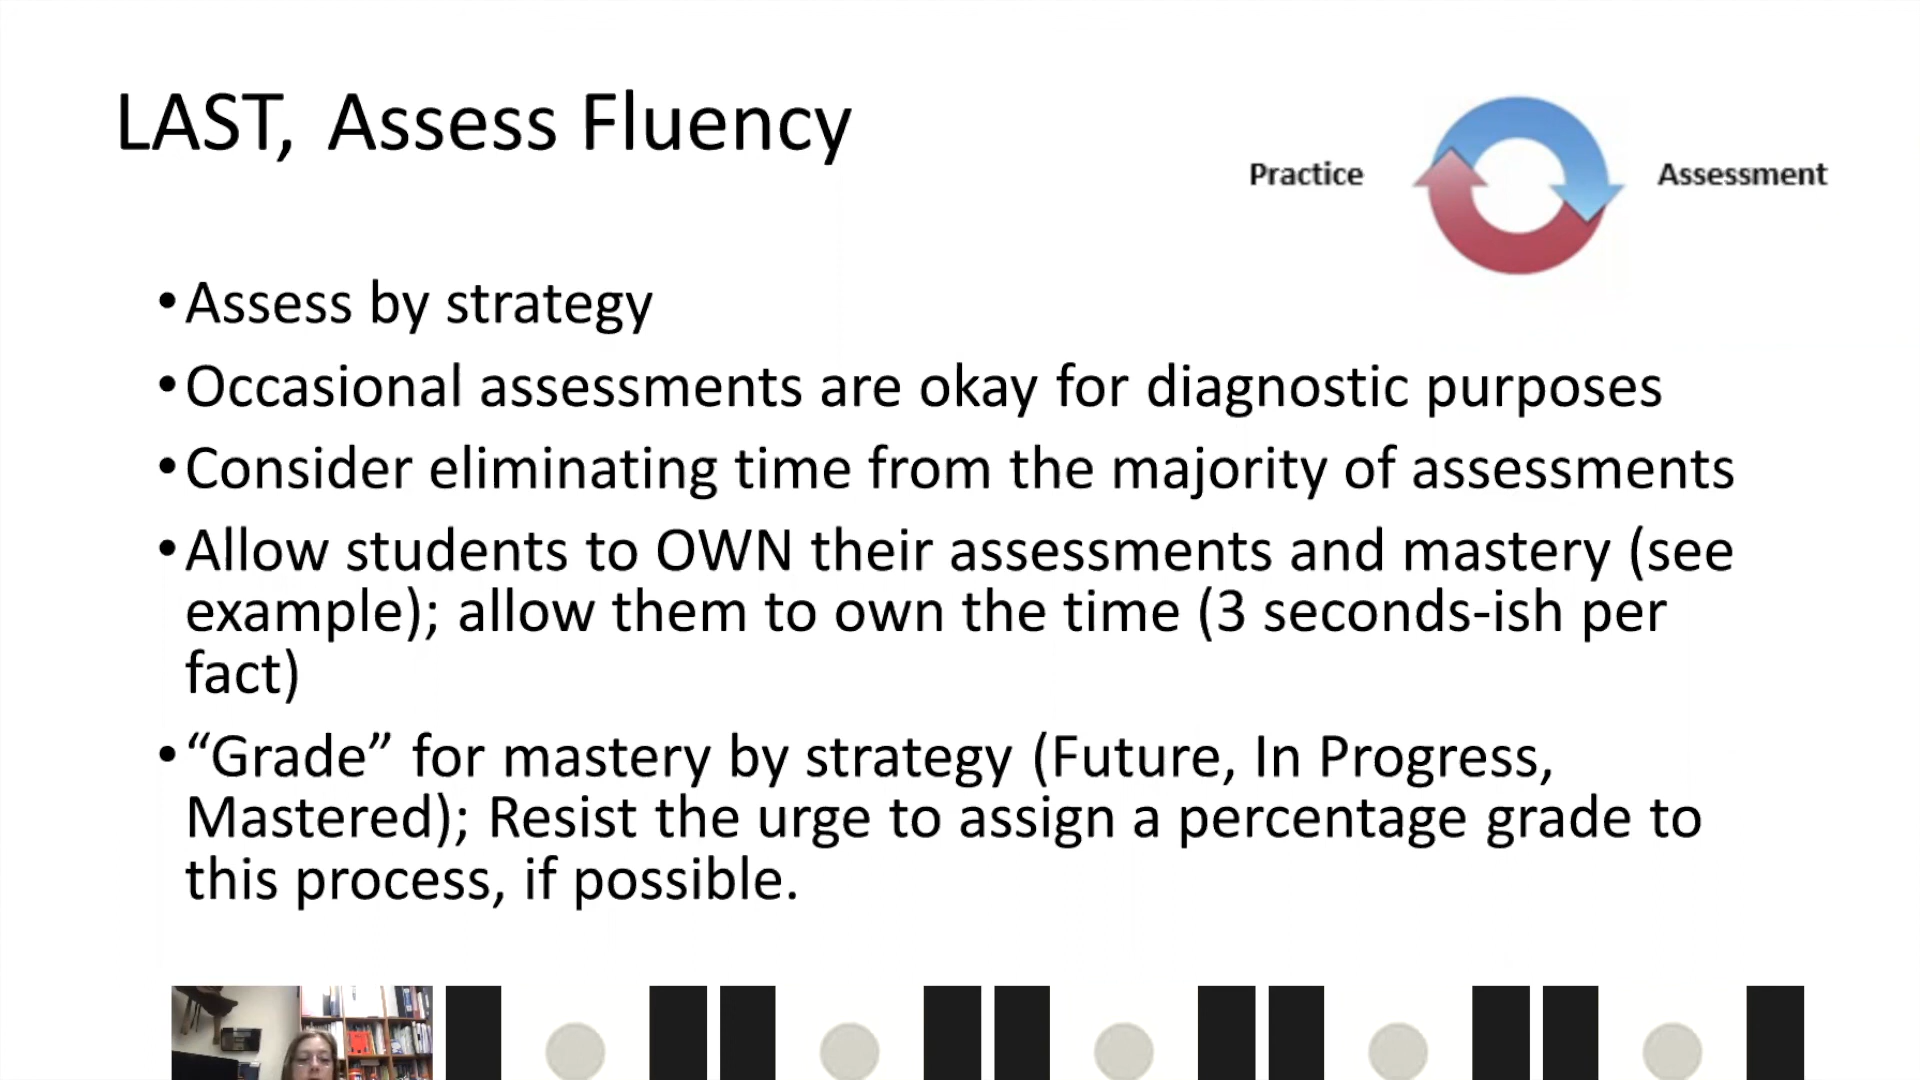 LAST, Assess Fluency
Practice
Assessment
•Assess by strategy
•Occasional assessments are okay for diagnostic purposes
•Consider eliminating time from the majority of assessments
•Allow students to OWN their assessments and mastery (see
example); allow them to own the time (3 seconds-ish per
fact)
•“Grade” for mastery by strategy (Future, In Progress,
Mastered); Resist the urge to assign a percentage grade to
this process, if possible.